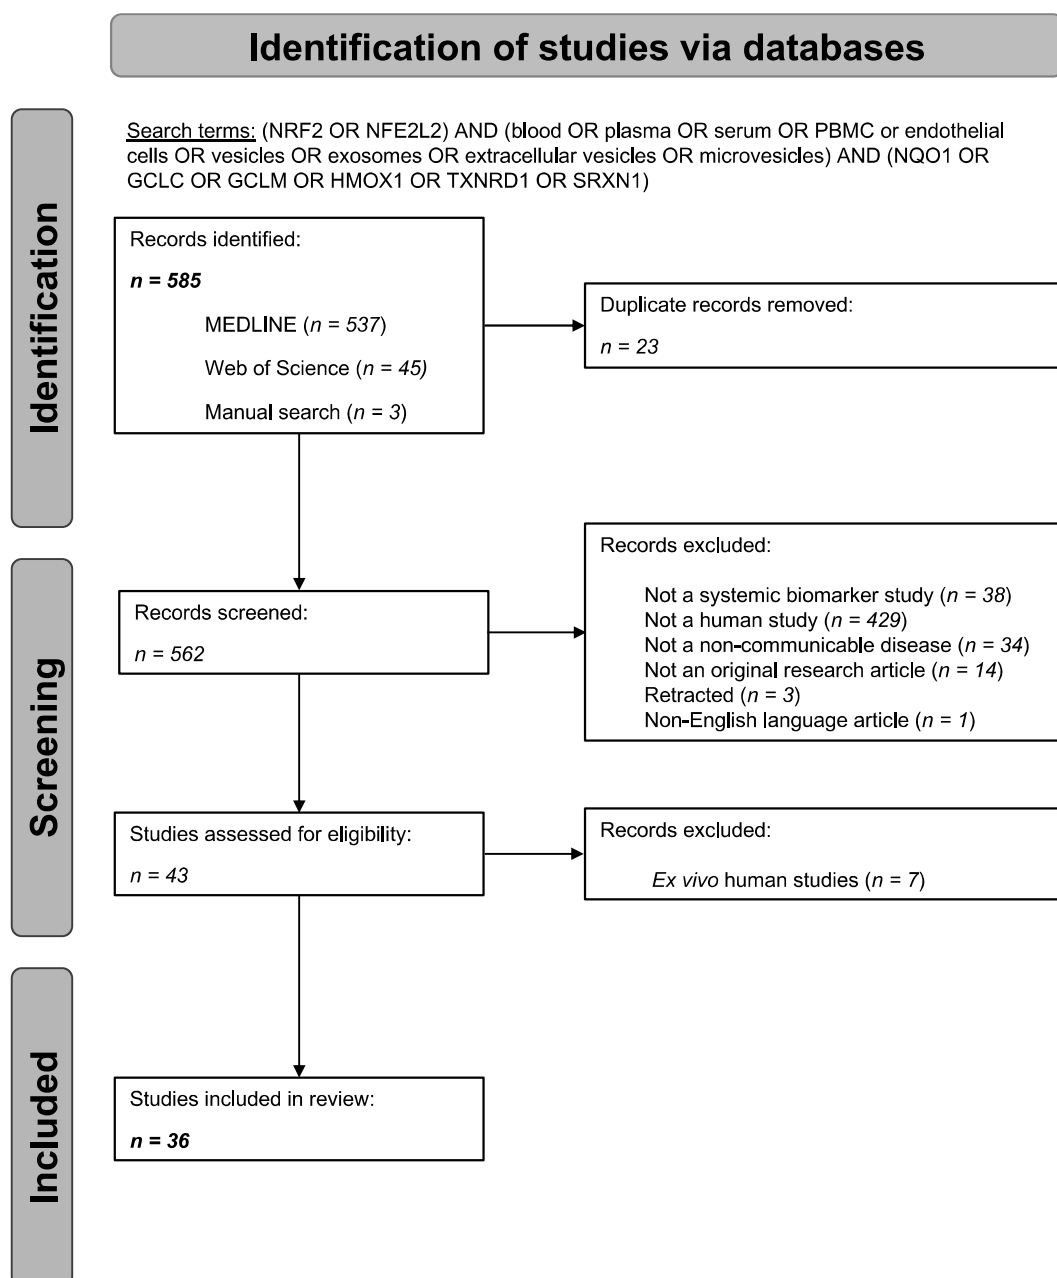 Identification of studies via databases
Search terms: (NRF2 OR NFE2L2) AND (blood OR plasma OR serum OR PBMC or endothelial
cells OR vesicles OR exosomes OR extracellular vesicles OR microvesicles) AND (NQO1 OR
GCLC OR GCLM OR HMOX1 OR TXNRD1 OR SRXN1)
Identification
Records identified:
n = 585
MEDLINE (n = 537)
Web of Science (n = 45)
Manual search (n = 3)
Duplicate records removed:
n = 23
Screening
Records screened:
n = 562
Records excluded:
Not a systemic biomarker study (n = 38)
Not a human study (n = 429)
Not a non-communicable disease (n = 34)
Not an original research article (n = 14)
Retracted (n = 3)
Non-English language article (n = 1)
Studies assessed for eligibility:
n = 43
Records excluded:
Ex vivo human studies (n = 7)
Included
Studies included in review:
n = 36